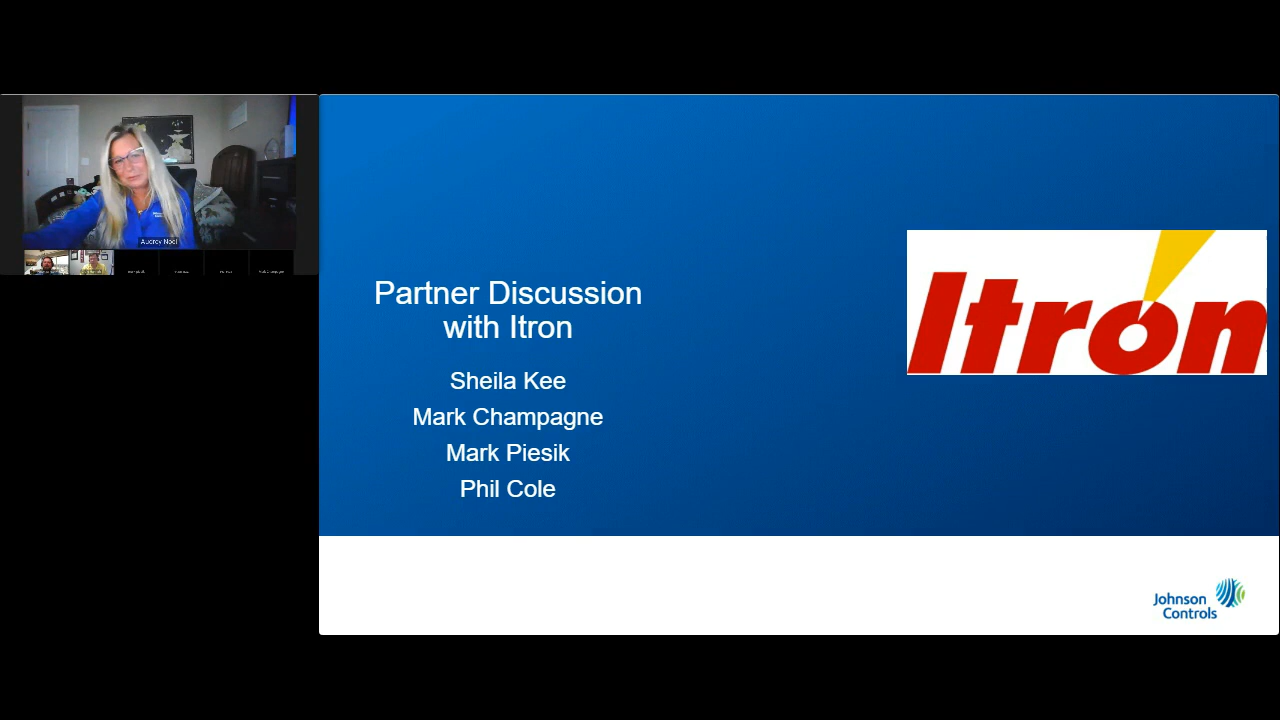 Audrey Noel
Partner Discussion
with Itron
Sheila Kee
Mark Champagne
Mark Piesik
Phil Cole
Itron
Johnson
Controls